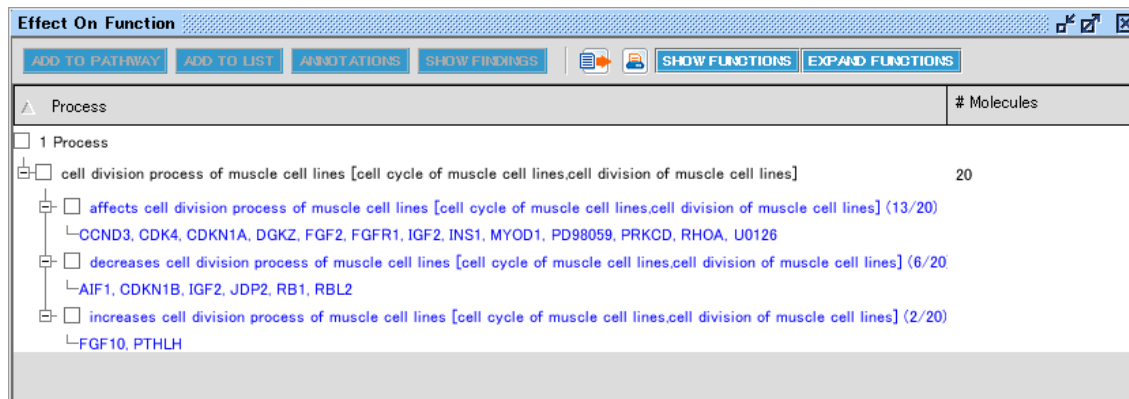 Effect On Function
ADD TO PATHWAY ADD TO LIST ANNOTATIONS SHOW FINDINGS SHOW FUNCTIONS EXPAND FUNCTIONS
Process # Molecules
1 Process
cell division process of muscle cell lines [cell cycle of muscle cell lines,cell division of muscle cell lines] 20
affects cell division process of muscle cell lines [cell cycle of muscle cell lines,cell division of muscle cell lines] (13/20)
CCND3, CDK4, CDKN1A, DGKZ, FGF2, FGFR1, IGF2, INS1, MYOD1, PD98059, PRKCD, RHOA, U0126
decreases cell division process of muscle cell lines [cell cycle of muscle cell lines,cell division of muscle cell lines] (6/20
AIF1, CDKN1B, IGF2, JDP2, RB1, RBL2
increases cell division process of muscle cell lines [cell cycle of muscle cell lines,cell division of muscle cell lines] (2/20)
FGF10, PTHLH